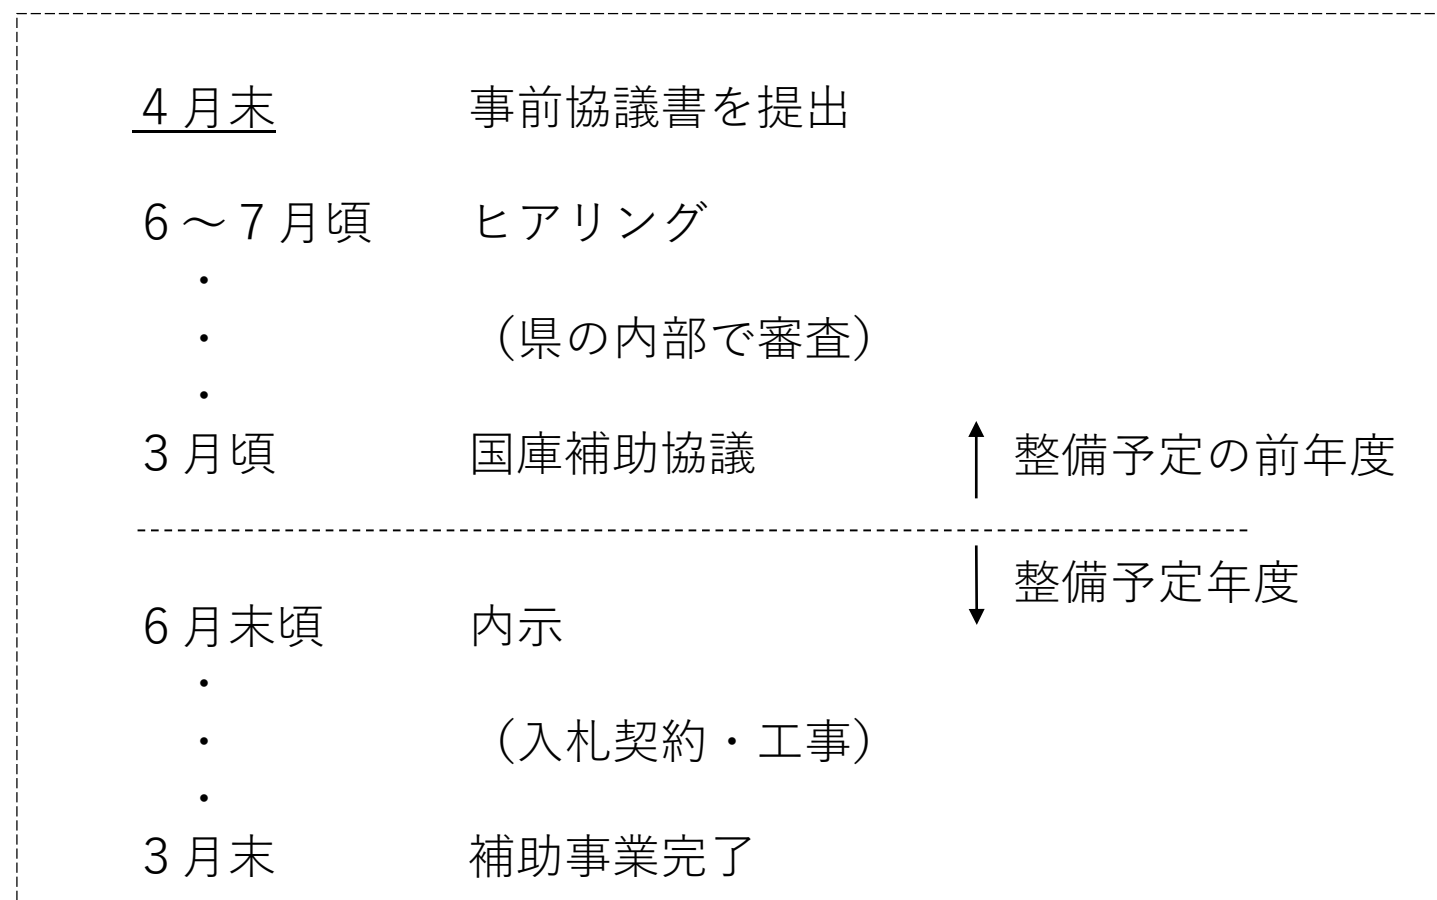 ４月末　事前協議書を提出
６～７月頃　ヒアリング
・
・　（県の内部で審査）
・
３月頃　国庫補助協議　整備予定の前年度
整備予定年度
６月末頃　内示
・
・　（入札契約・工事）
・
３月末　補助事業完了